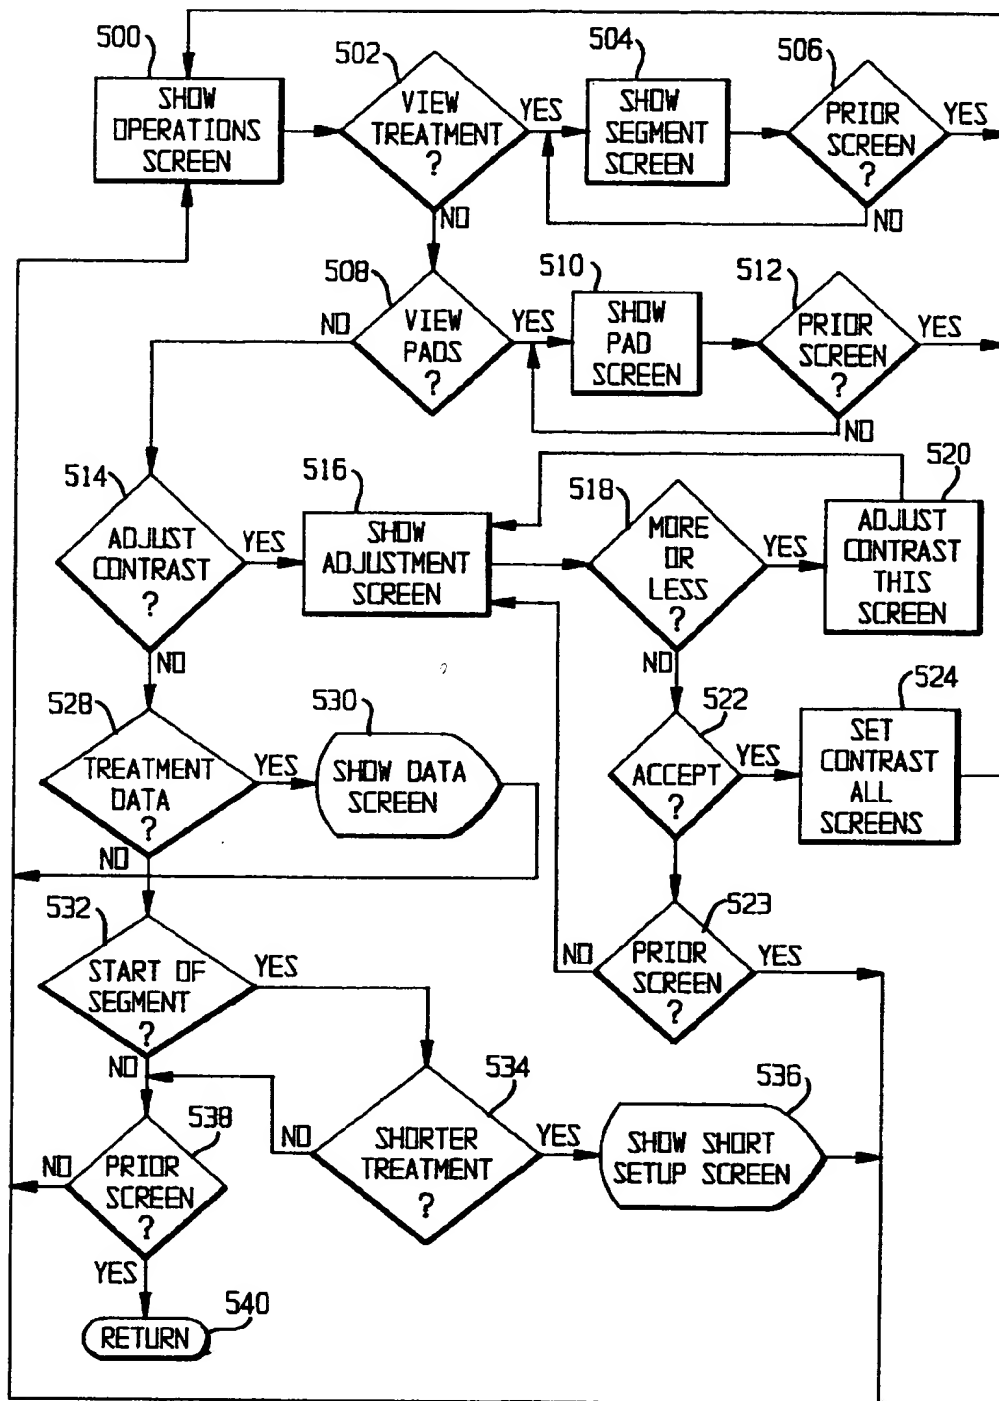 500
SHOW
OPERATIONS
SCREEN
502
VIEW
TREATMENT
?
YES
NO
504
SHOW
SEGMENT
SCREEN
506
PRIOR
SCREEN
?
YES
NO
508
VIEW
PADS
?
NO
YES
510
SHOW
PAD
SCREEN
512
PRIOR
SCREEN
?
YES
NO
514
ADJUST
CONTRAST
?
YES
NO
516
SHOW
ADJUSTMENT
SCREEN
518
MORE
OR
LESS
?
YES
NO
520
ADJUST
CONTRAST
THIS
SCREEN
522
ACCEPT
?
YES
524
SET
CONTRAST
ALL
SCREENS
523
PRIOR
SCREEN
?
NO
YES
528
TREATMENT
DATA
?
YES
NO
530
SHOW DATA
SCREEN
532
START OF
SEGMENT
?
YES
NO
534
SHORTER
TREATMENT
?
NO
YES
536
SHOW SHORT
SETUP SCREEN
538
PRIOR
SCREEN
?
NO
YES
540
RETURN